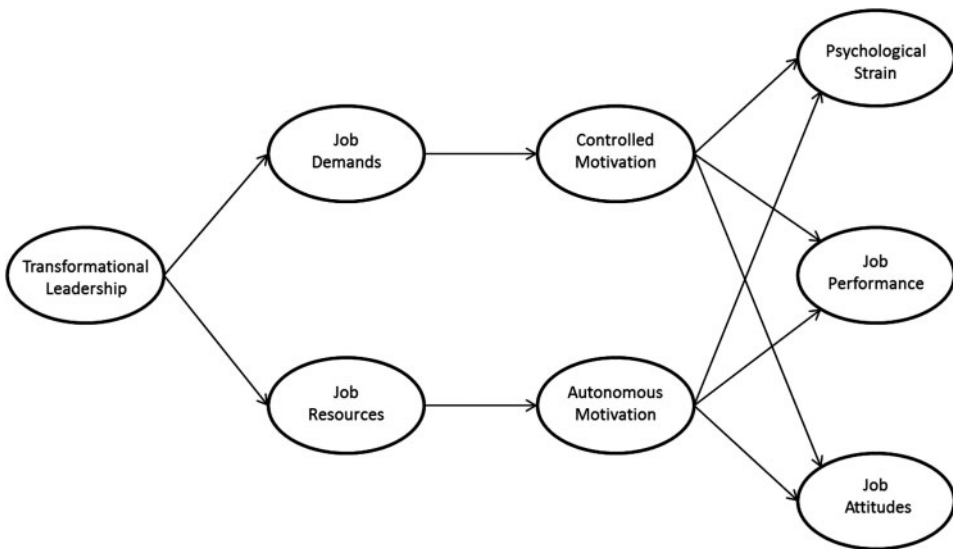 Psychological
Strain
Job
Demands
Controlled
Motivation
Transformational
Leadership
Job
Performance
Job
Resources
Autonomous
Motivation
Job
Attitudes